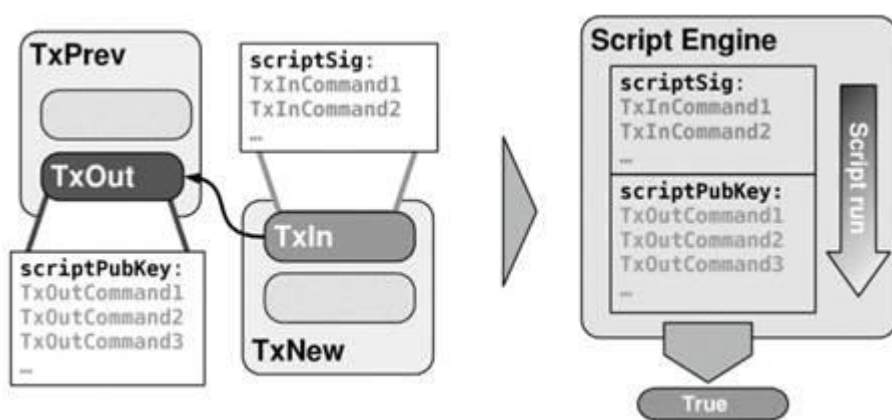 TxPrev
TxOut
scriptPubKey:
TxOutCommand1
TxOutCommand2
TxOutCommand3
…
scriptSig:
TxInCommand1
TxInCommand2
…
TxIn
TxNew
Script Engine
scriptSig:
TxInCommand1
TxInCommand2
…
scriptPubKey:
TxOutCommand1
TxOutCommand2
TxOutCommand3
…
Script run
True